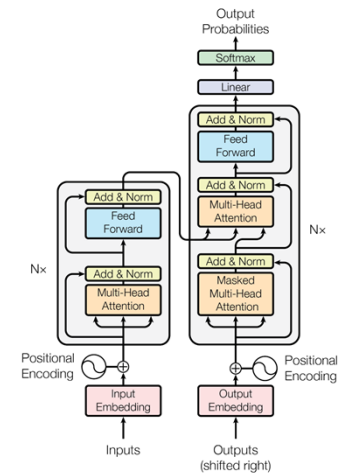 Output
Probabilities
Softmax
Linear
Add & Norm
Feed
Forward
Add & Norm
Multi-Head
Attention
Nx
Add & Norm
Masked
Multi-Head
Attention
Add & Norm
Feed
Forward
Nx
Add & Norm
Multi-Head
Attention
Positional
Encoding
Positional
Encoding
Input
Embedding
Output
Embedding
Inputs
Outputs
(shifted right)